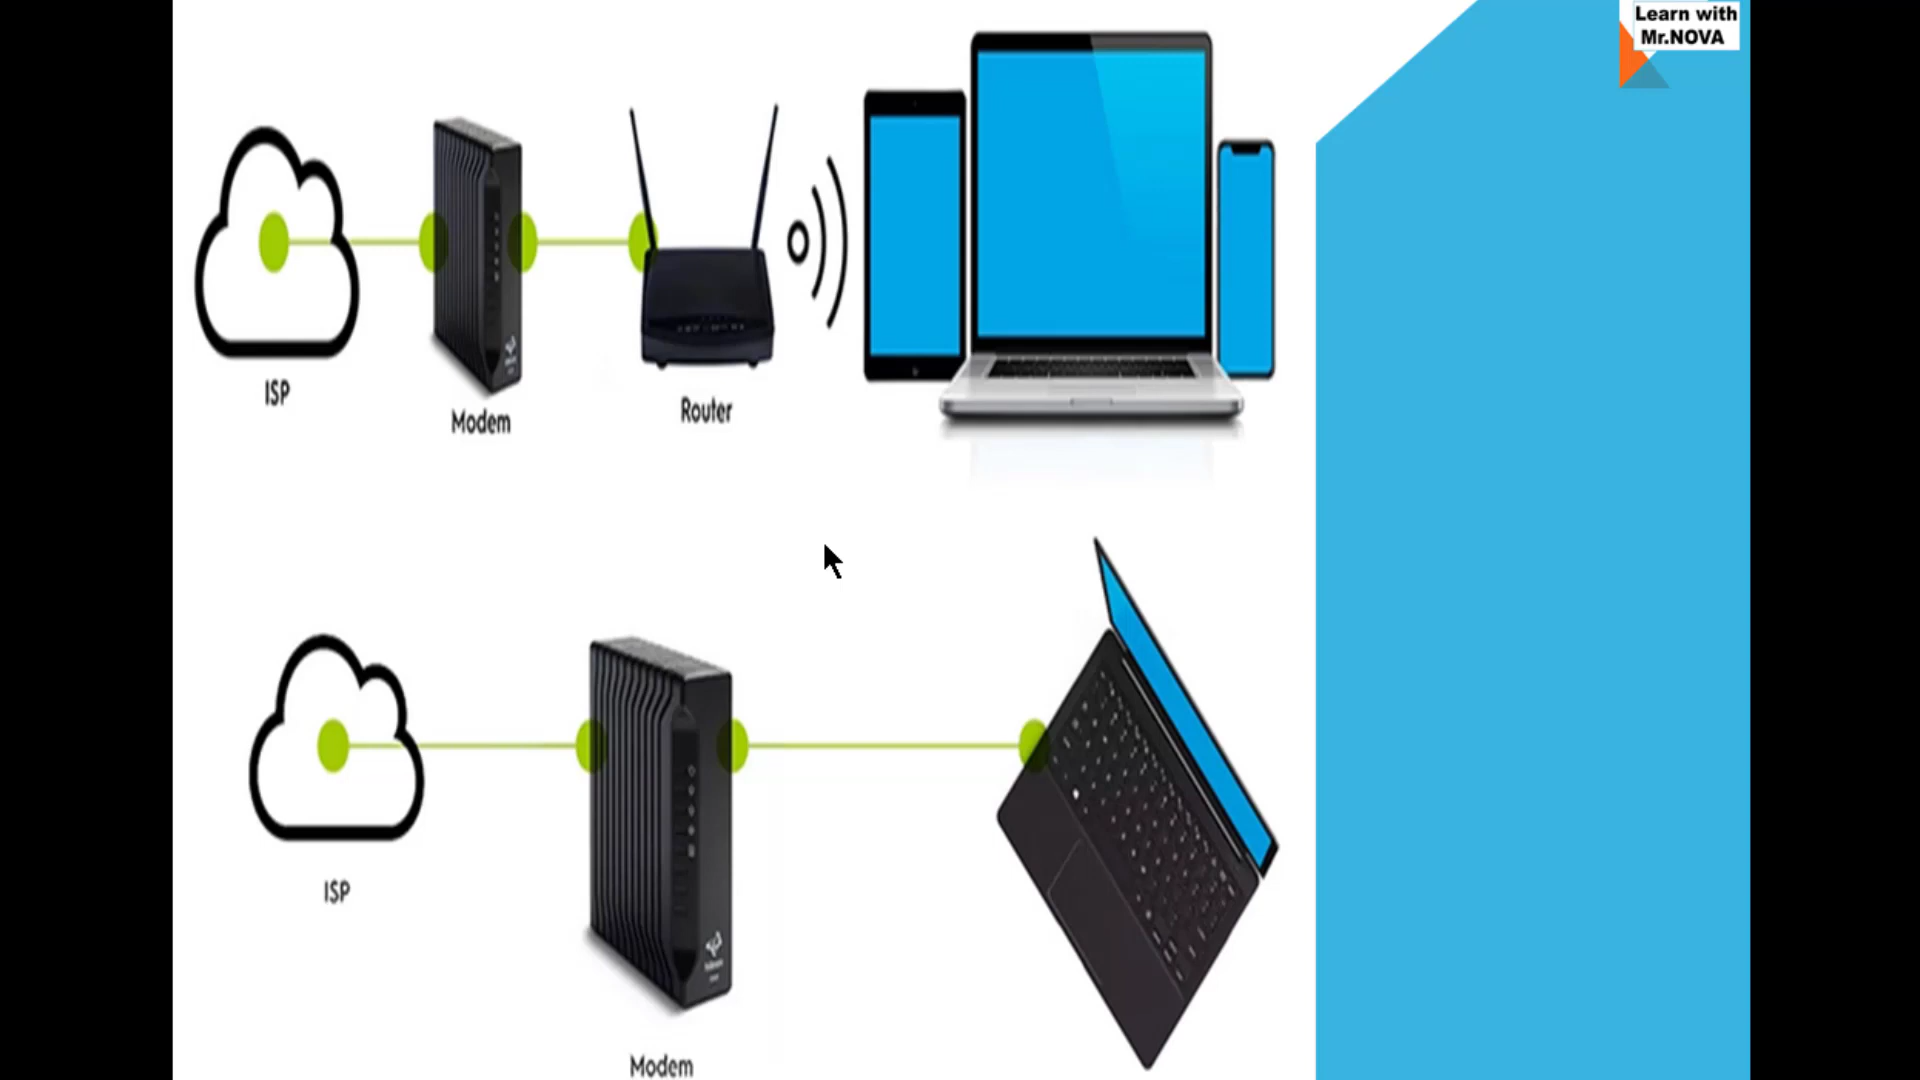 Learn with
Mr.NOVA
ISP
Modem
Router
ISP
Modem